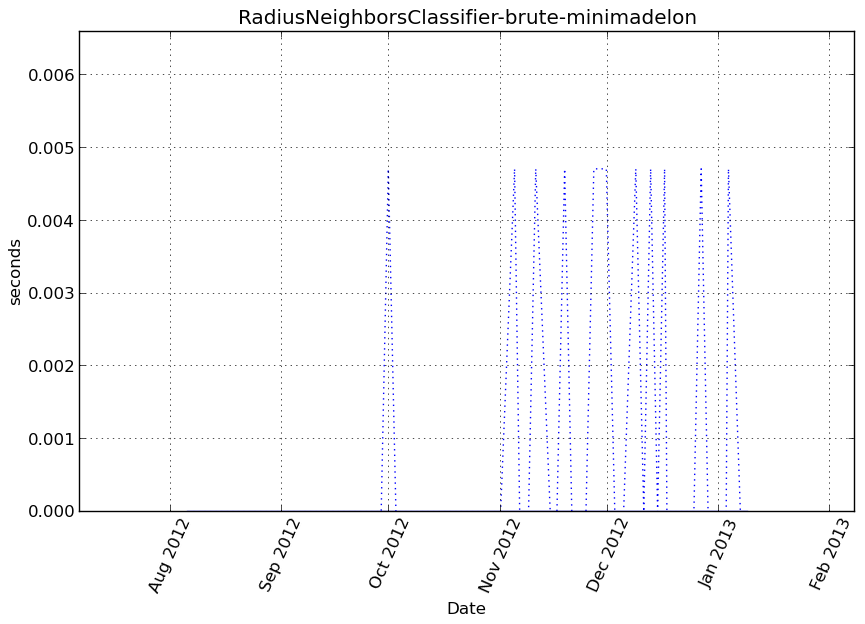 RadiusNeighborsClassifier-brute-minimadelon
0.006
0.005
0.004
0.003
0.002
0.001
0.000
seconds
Aug 2012
Sep 2012
Oct 2012
Nov 2012
Dec 2012
Jan 2013
Feb 2013
Date